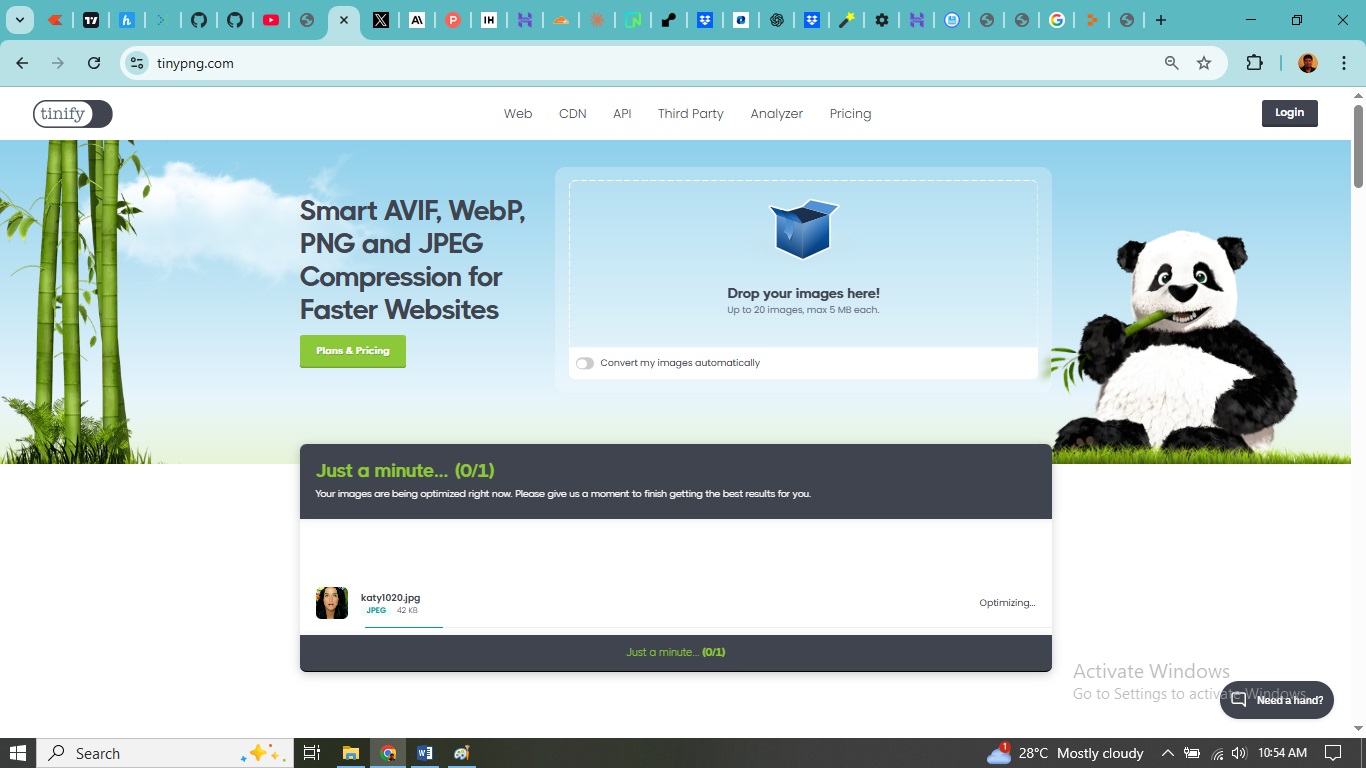 tinypng.com
tinify
Web CDN API Third Party Analyzer Pricing
Login
Smart AVIF, WebP,
PNG and JPEG
Compression for
Faster Websites
Plans & Pricing
Drop your images here!
Up to 20 images, max 5 MB each.
Convert my images automatically
Just a minute... (0/1)
Your images are being optimized right now. Please give us a moment to finish getting the best results for you.
katy1020.jpg
JPEG 42 KB
Optimizing...
Just a minute... (0/1)
Activate Windows
Go to Settings to activate Windows.
Need a hand?
Search
1
28°C Mostly cloudy
10:54 AM